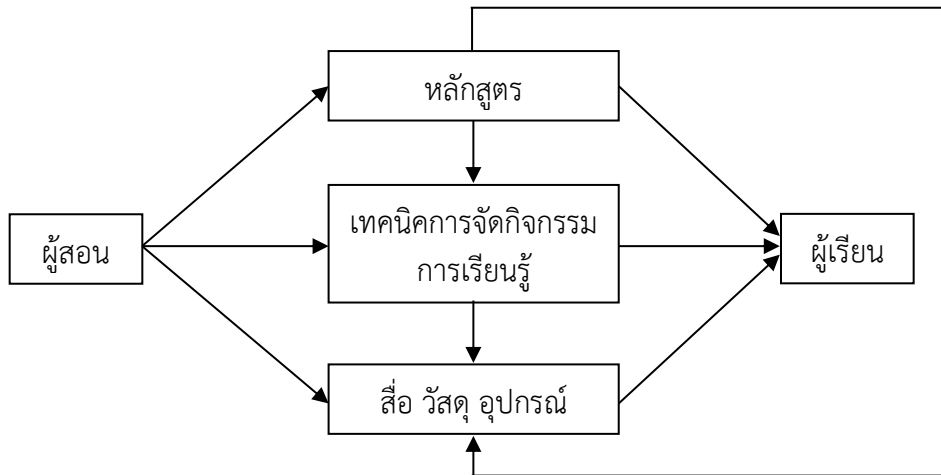 หลักสูตร
ผู้สอน
เทคนิคการจัดกิจกรรม
การเรียนรู้
ผู้เรียน
สื่อ วัสดุ อุปกรณ์